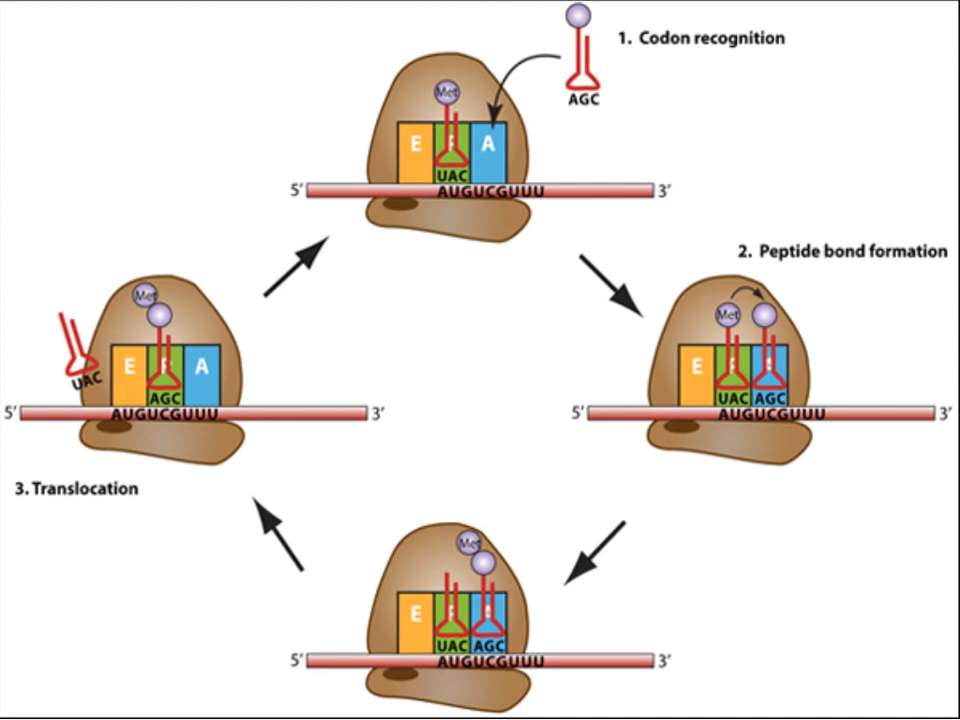 1. Codon recognition
AGC
Met
E A
UAC
5' AUGUCGUUU 3'
2. Peptide bond formation
Met
E
UAC AGC
5' AUGUCGUUU 3'
Met
E
UAC AGC
5' AUGUCGUUU 3'
3. Translocation
Met
UAC
E A
AGC
5' AUGUCGUUU 3'